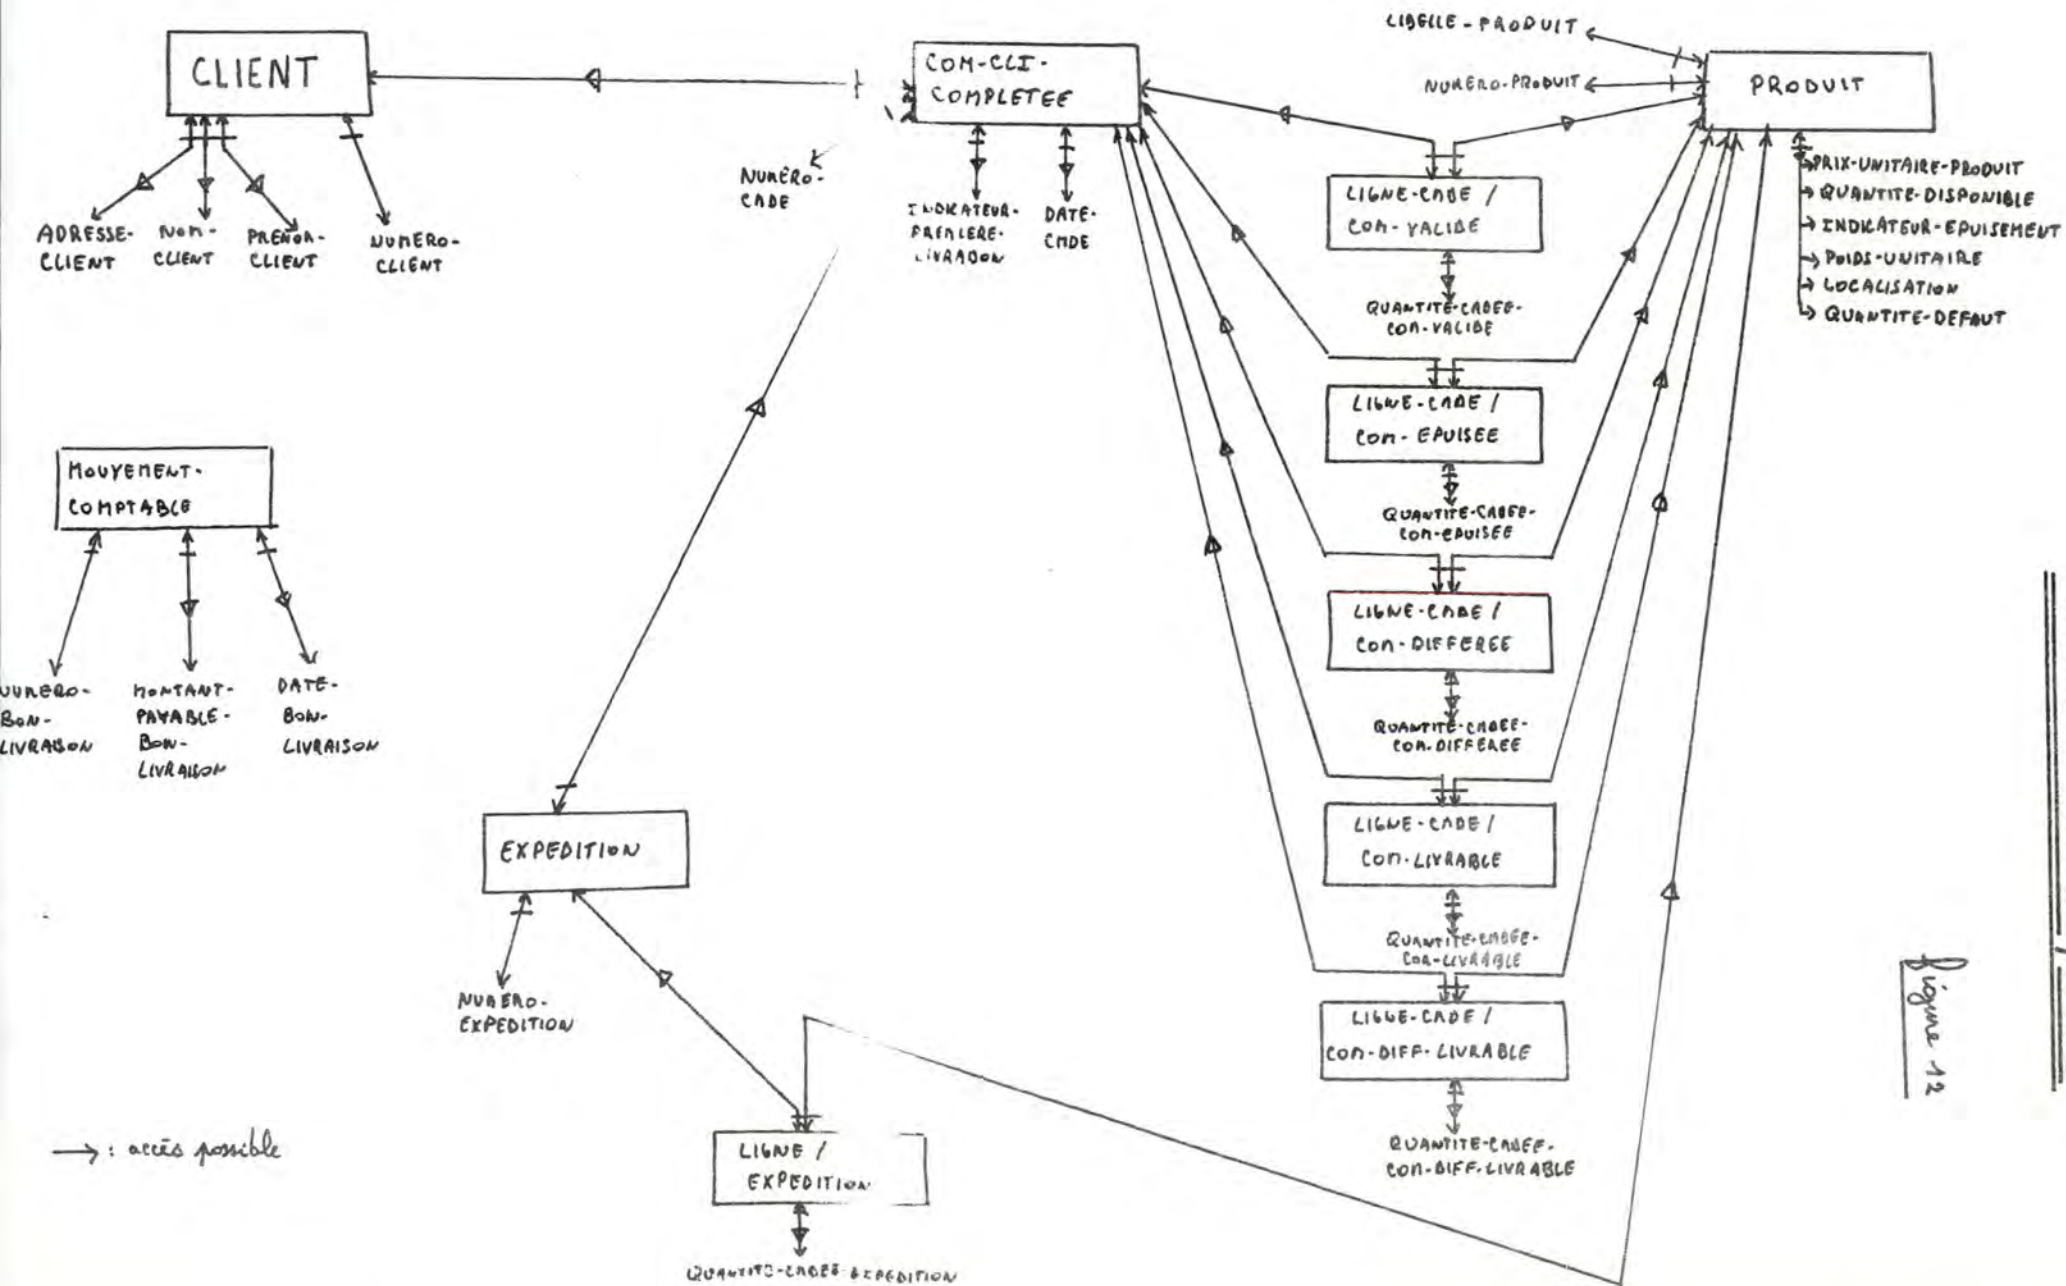 CLIENT
ADRESSE-
CLIENT
NOM-
CLIENT
PRENOM-
CLIENT
NUMERO-
CLIENT
COM-CLI-
COMPLETEE
NUMÉRO-
CMDE
INDICATEUR-
PREMIERE-
LIVRAISON
DATE-
CMDE
LIBELLE-PRODUIT
NUMERO-PRODUIT
PRODUIT
PRIX-UNITAIRE-PRODUIT
QUANTITE-DISPONIBLE
INDICATEUR-EPUISEMENT
POIDS-UNITAIRE
LOCALISATION
QUANTITE-DEFAUT
LIGNE-CMDE /
COM-VALIDE
QUANTITE-CMDEE-
COM-VALIDE
LIGNE-CMDE /
COM-EPUISEE
QUANTITE-CMDEE-
COM-EPUISEE
LIGNE-CMDE /
COM-DIFFEREE
QUANTITE-CMDEE-
COM-DIFFEREE
LIGNE-CMDE /
COM-LIVRABLE
QUANTITE-CMDEE-
COM-LIVRABLE
LIGNE-CMDE /
COM-DIFF-LIVRABLE
QUANTITE-CMDEE-
COM-DIFF-LIVRABLE
MOUVEMENT-
COMPTABLE
NUMERO-
BON-
LIVRAISON
MONTANT-
PAYABLE-
BON-
LIVRAISON
DATE-
BON-
LIVRAISON
EXPEDITION
NUMERO-
EXPEDITION
LIGNE /
EXPEDITION
QUANTITE-CMDEE-EXPEDITION
→ : accès possible
Figure 12